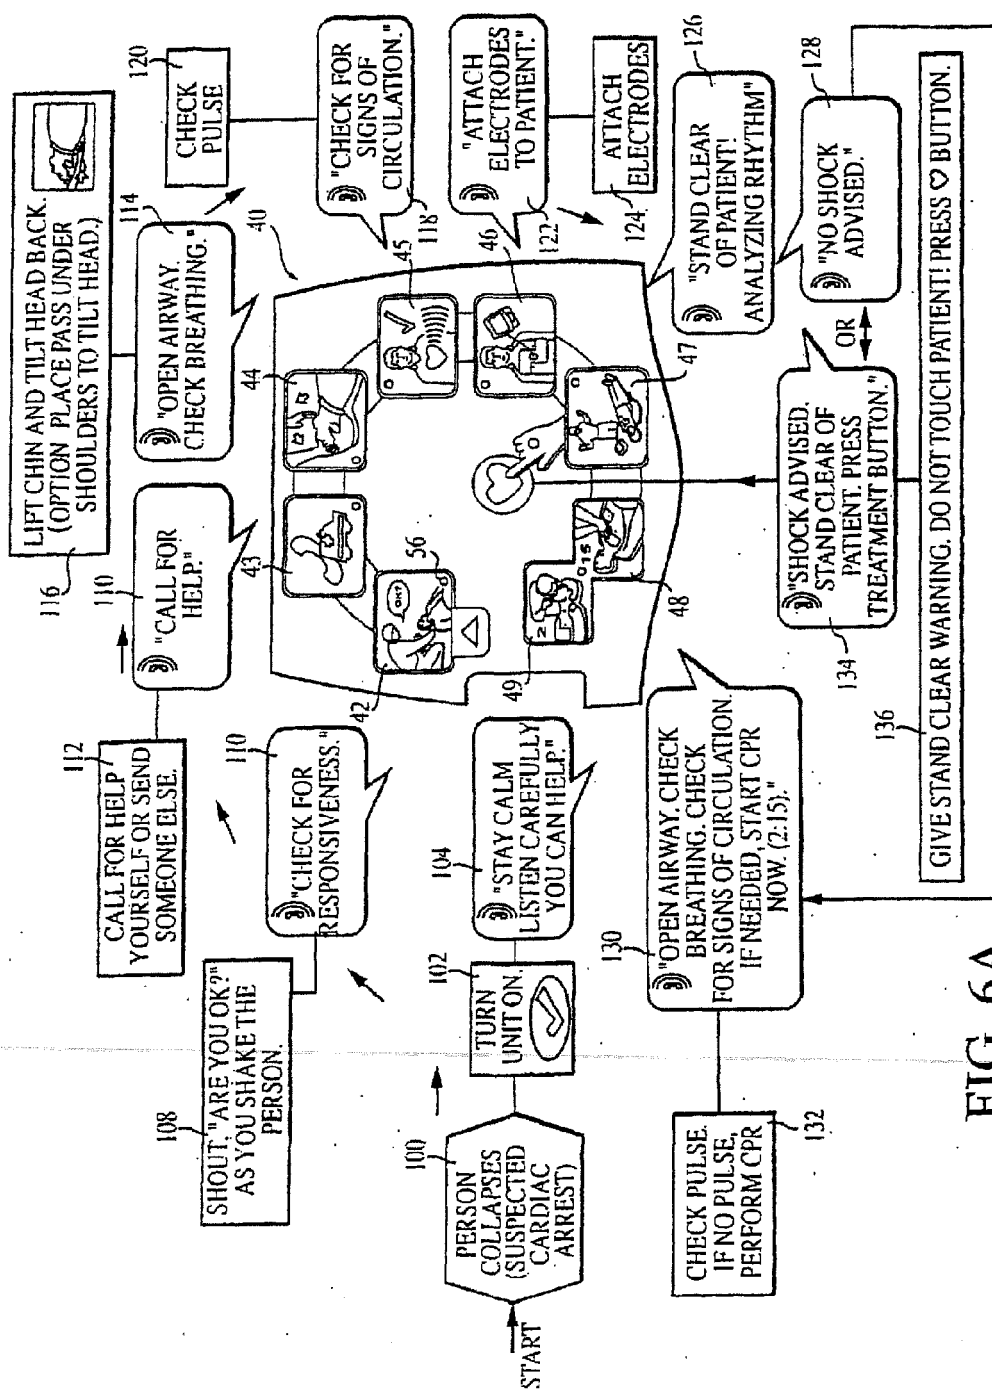 START
100
PERSON
COLLAPSES
(SUSPECTED
CARDIAC
ARREST)
102
TURN
UNIT ON.
104
"STAY CALM
LISTEN CAREFULLY
YOU CAN HELP."
108
SHOUT, "ARE YOU OK?"
AS YOU SHAKE THE
PERSON.
110
"CHECK FOR
RESPONSIVENESS."
112
CALL FOR HELP
YOURSELF OR SEND
SOMEONE ELSE.
110
"CALL FOR
HELP."
116
LIFT CHIN AND TILT HEAD BACK.
(OPTION PLACE PASS UNDER
SHOULDERS TO TILT HEAD.)
114
"OPEN AIRWAY.
CHECK BREATHING."
120
CHECK
PULSE
118
"CHECK FOR
SIGNS OF
CIRCULATION."
122
"ATTACH
ELECTRODES
TO PATIENT."
124
ATTACH
ELECTRODES
126
"STAND CLEAR
OF PATIENT!
ANALYZING RHYTHM"
128
"NO SHOCK
ADVISED."
OR
134
"SHOCK ADVISED.
STAND CLEAR OF
PATIENT. PRESS
TREATMENT BUTTON."
136
GIVE STAND CLEAR WARNING. DO NOT TOUCH PATIENT! PRESS ♡ BUTTON.
130
"OPEN AIRWAY. CHECK
BREATHING. CHECK
FOR SIGNS OF CIRCULATION.
IF NEEDED, START CPR
NOW. (2:15)."
132
CHECK PULSE.
IF NO PULSE,
PERFORM CPR
40
42
43
44
45
46
47
48
49
56
2
15
FIG. 6A